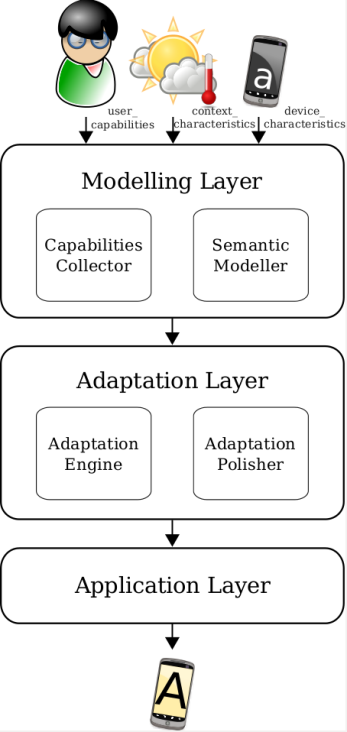 a
user_
capabilities
context_
characteristics
device_
characteristics
Modelling Layer
Capabilities
Collector
Semantic
Modeller
Adaptation Layer
Adaptation
Engine
Adaptation
Polisher
Application Layer
A